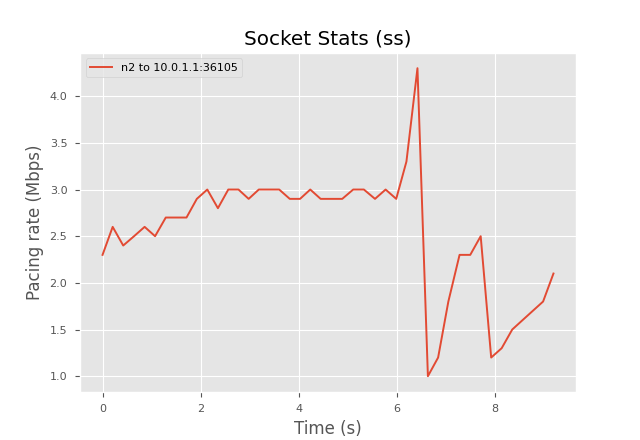 Socket Stats (ss)
n2 to 10.0.1.1:36105
Pacing rate (Mbps)
4.0
3.5
3.0
2.5
2.0
1.5
1.0
0 2 4 6 8
Time (s)